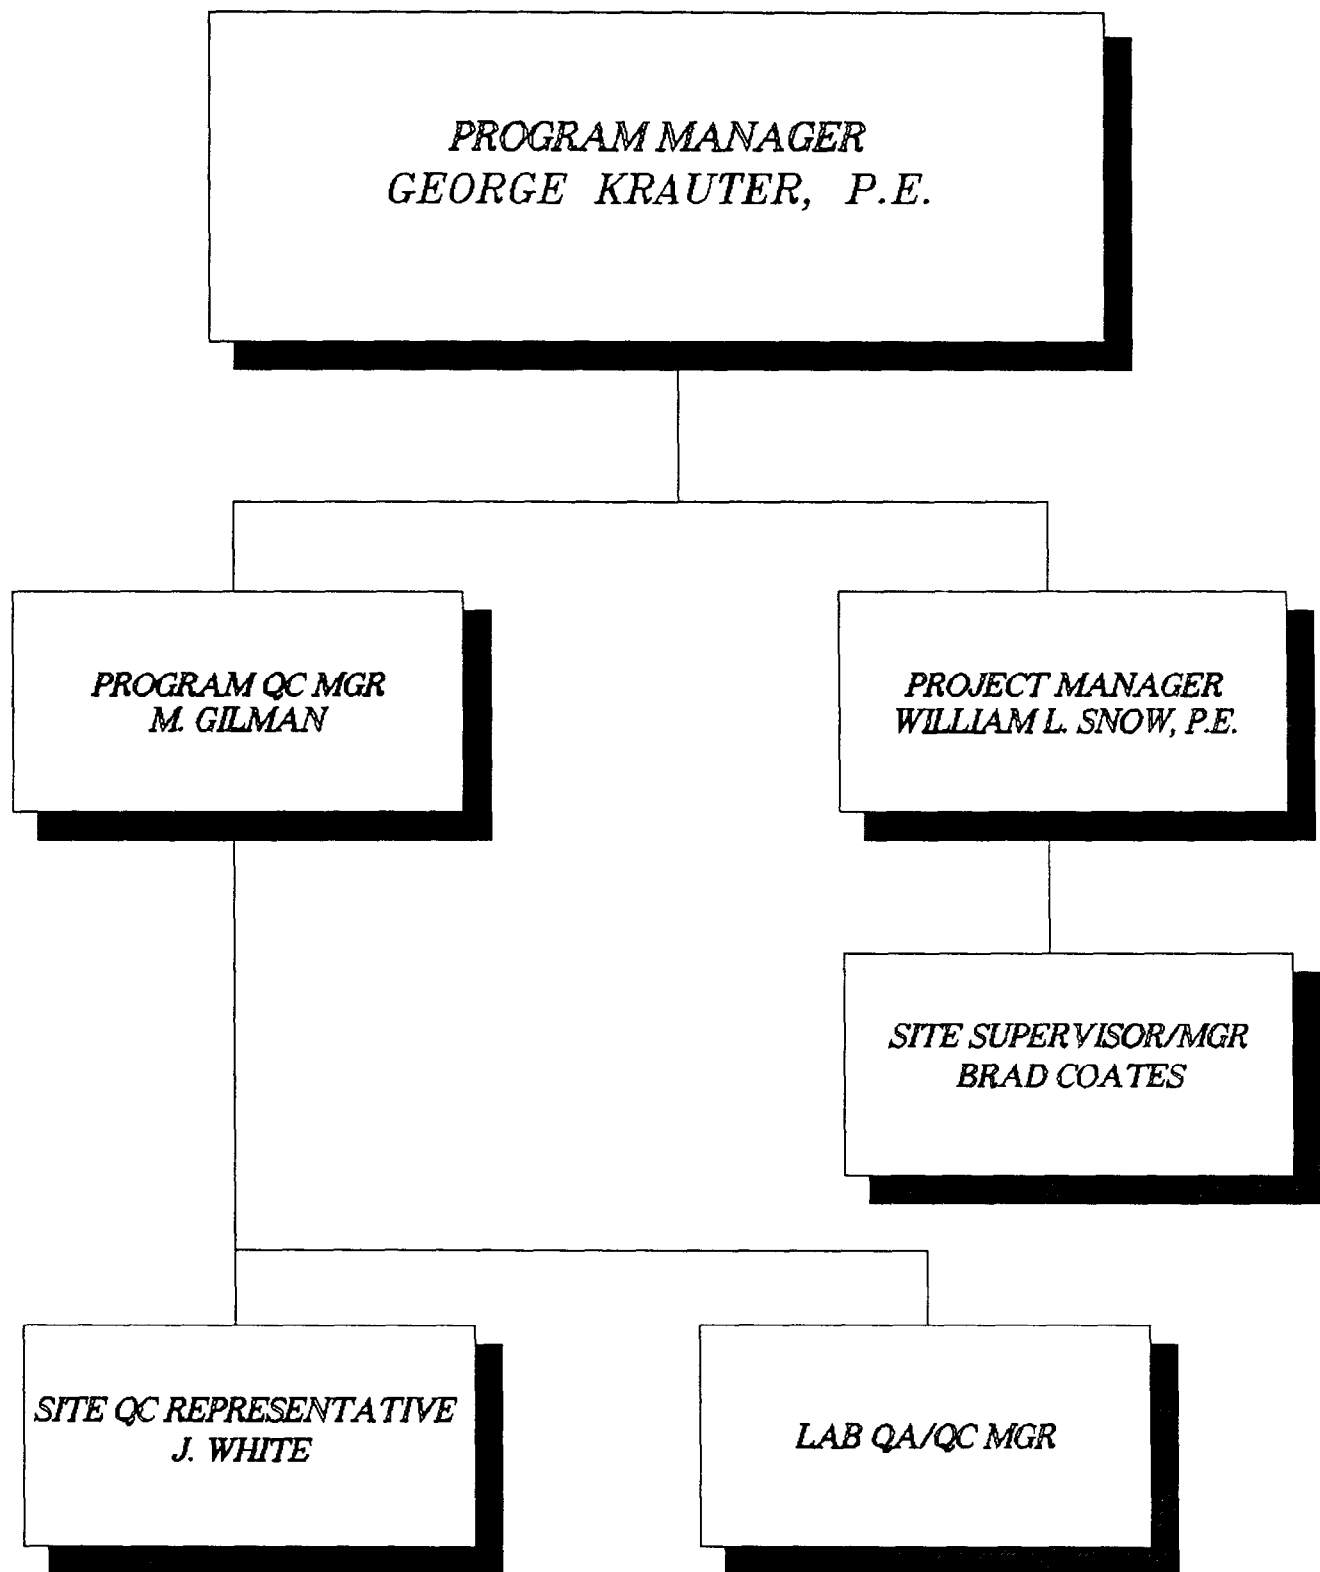 PROGRAM MANAGER
GEORGE KRAUTER, P.E.
PROGRAM QC MGR
M. GILMAN
PROJECT MANAGER
WILLIAM L. SNOW, P.E.
SITE SUPERVISOR/MGR
BRAD COATES
SITE QC REPRESENTATIVE
J. WHITE
LAB QA/QC MGR